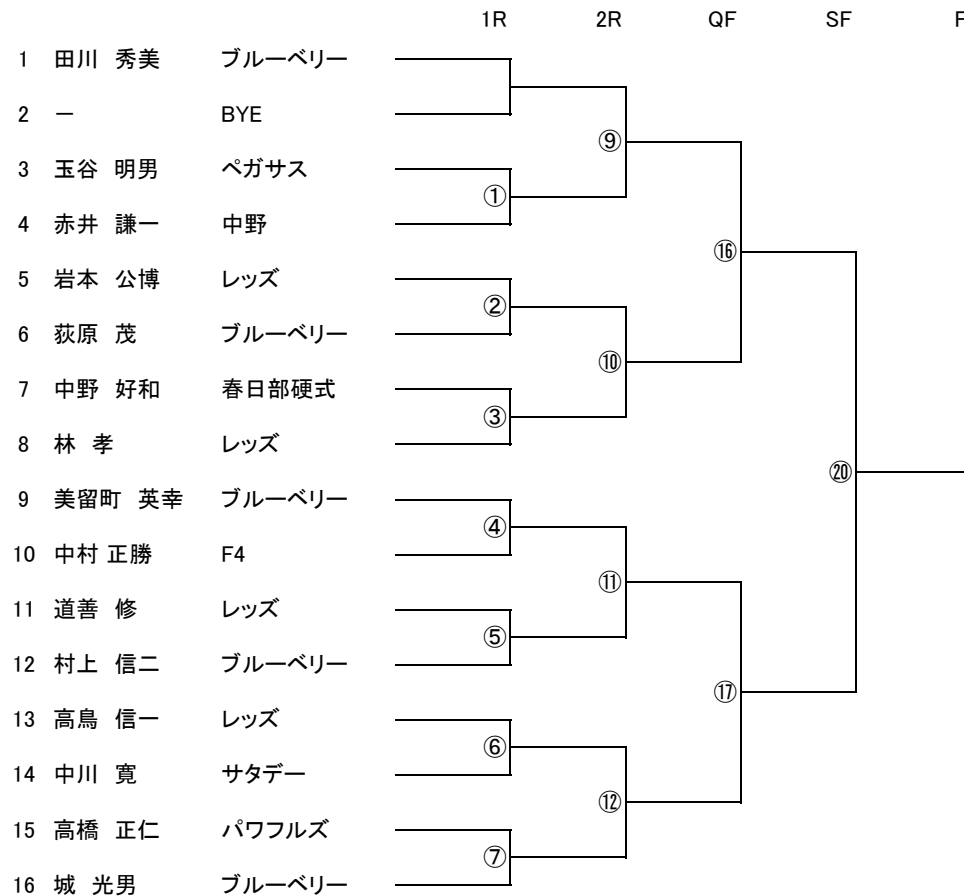 1R 2R QF SF F
1 田川 秀美 ブルーベリー
2 ー BYE
⑨
3 玉谷 明男 ペガサス
①
4 赤井 謙一 中野
⑯
5 岩本 公博 レッズ
②
6 荻原 茂 ブルーベリー
⑩
7 中野 好和 春日部硬式
③
8 林 孝 レッズ
⑳
9 美留町 英幸 ブルーベリー
④
10 中村 正勝 F4
⑪
11 道善 修 レッズ
⑤
12 村上 信二 ブルーベリー
⑰
13 高鳥 信一 レッズ
⑥
14 中川 寛 サタデー
⑫
15 高橋 正仁 パワフルズ
⑦
16 城 光男 ブルーベリー